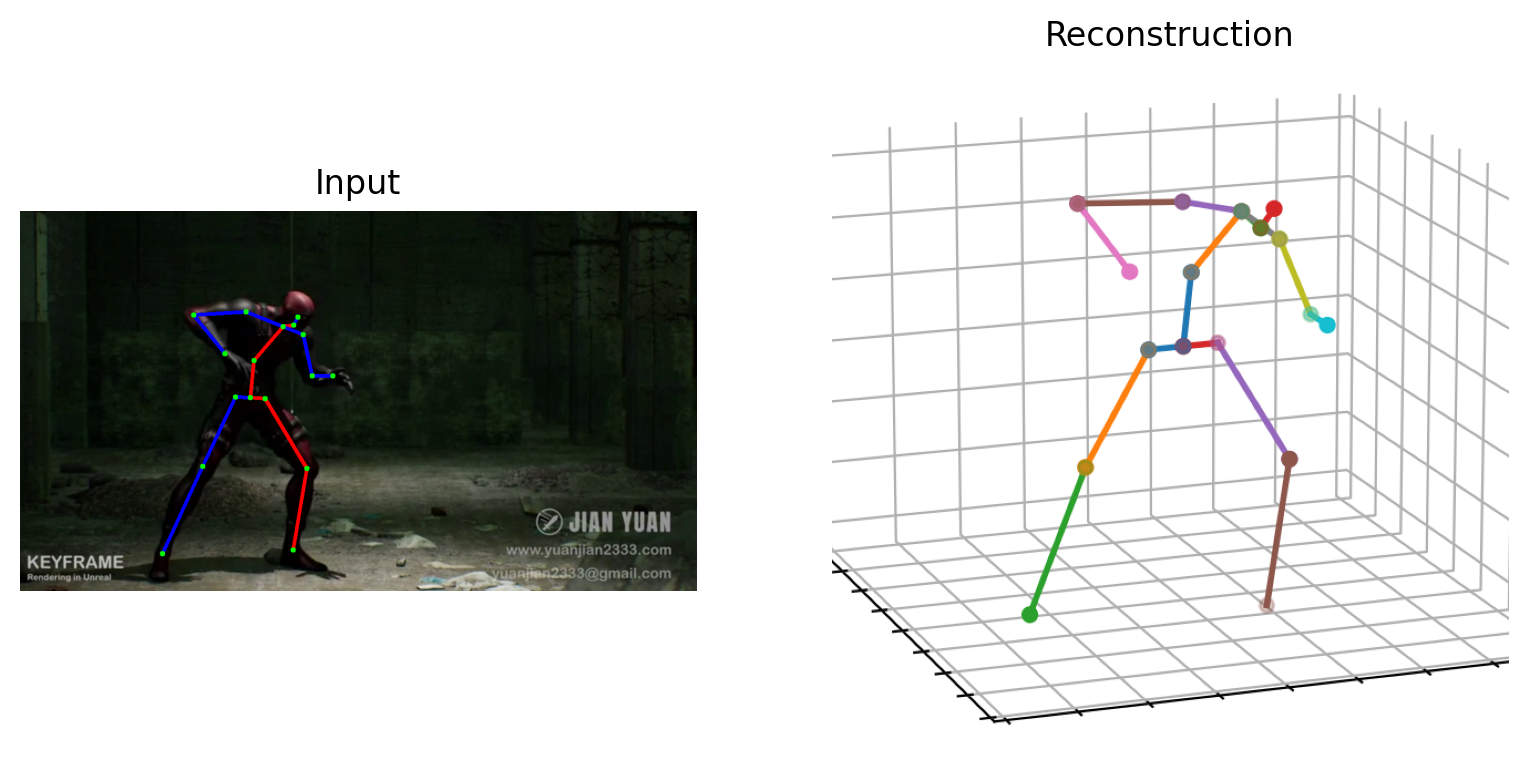 Reconstruction
Input
JIAN YUAN
www.yuanjian2333.com
yuanjian2333@gmail.com
KEYFRAME
Rendering in Unreal